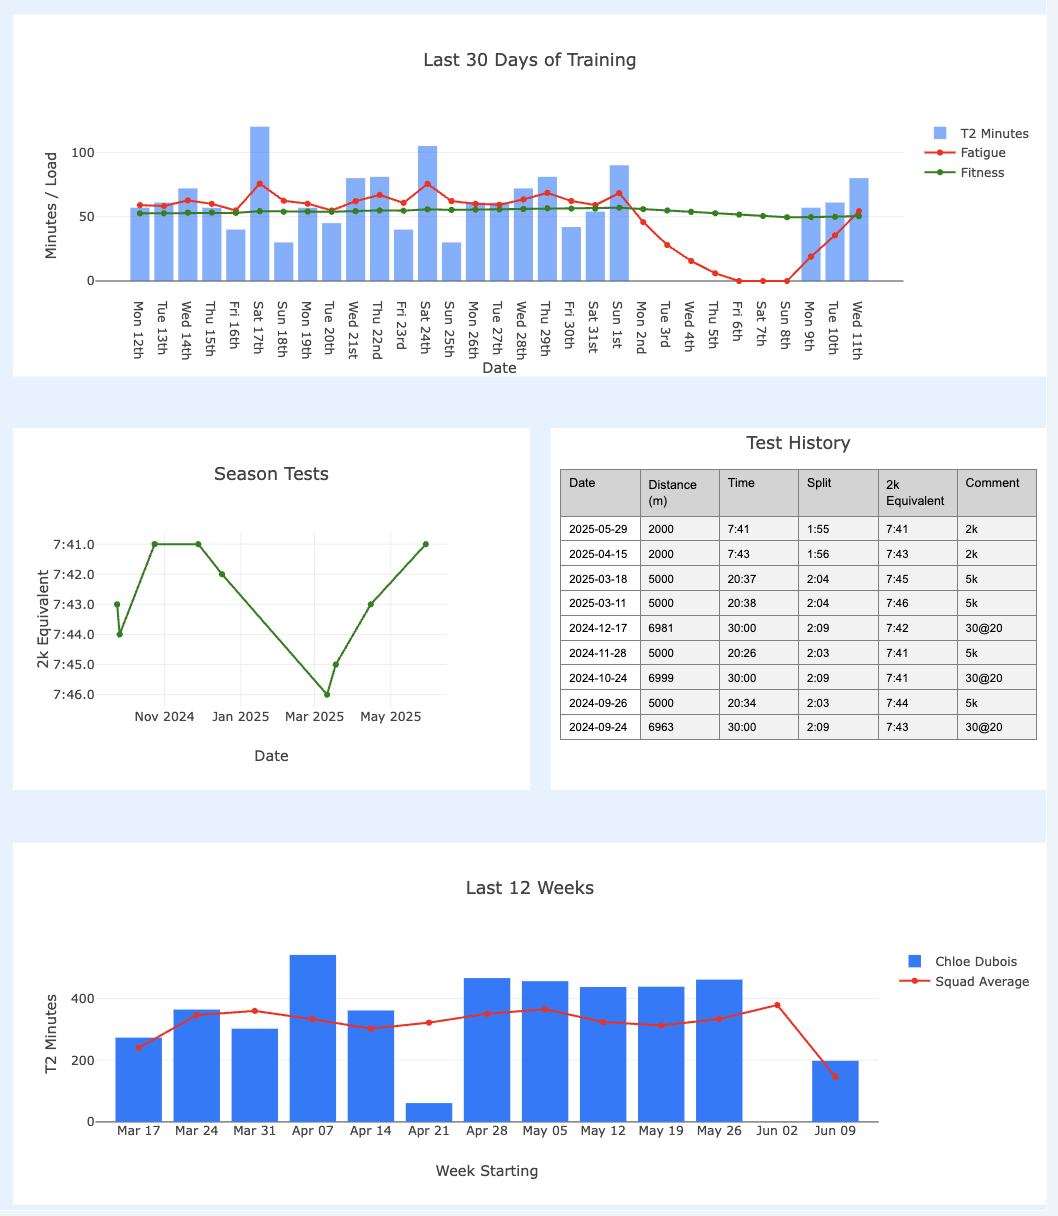 Last 30 Days of Training
Minutes / Load
100
50
0
T2 Minutes
Fatigue
Fitness
Mon 12th
Tue 13th
Wed 14th
Thu 15th
Fri 16th
Sat 17th
Sun 18th
Mon 19th
Tue 20th
Wed 21st
Thu 22nd
Fri 23rd
Sat 24th
Sun 25th
Mon 26th
Tue 27th
Wed 28th
Thu 29th
Fri 30th
Sat 31st
Sun 1st
Mon 2nd
Tue 3rd
Wed 4th
Thu 5th
Fri 6th
Sat 7th
Sun 8th
Mon 9th
Tue 10th
Wed 11th
Date
Season Tests
2k Equivalent
7:41.0
7:42.0
7:43.0
7:44.0
7:45.0
7:46.0
Nov 2024 Jan 2025 Mar 2025 May 2025
Date
Test History
Date Distance (m) Time Split 2k Equivalent Comment
2025-05-29 2000 7:41 1:55 7:41 2k
2025-04-15 2000 7:43 1:56 7:43 2k
2025-03-18 5000 20:37 2:04 7:45 5k
2025-03-11 5000 20:38 2:04 7:46 5k
2024-12-17 6981 30:00 2:09 7:42 30@20
2024-11-28 5000 20:26 2:03 7:41 5k
2024-10-24 6999 30:00 2:09 7:41 30@20
2024-09-26 5000 20:34 2:03 7:44 5k
2024-09-24 6963 30:00 2:09 7:43 30@20
Last 12 Weeks
T2 Minutes
400
200
0
Chloe Dubois
Squad Average
Mar 17 Mar 24 Mar 31 Apr 07 Apr 14 Apr 21 Apr 28 May 05 May 12 May 19 May 26 Jun 02 Jun 09
Week Starting